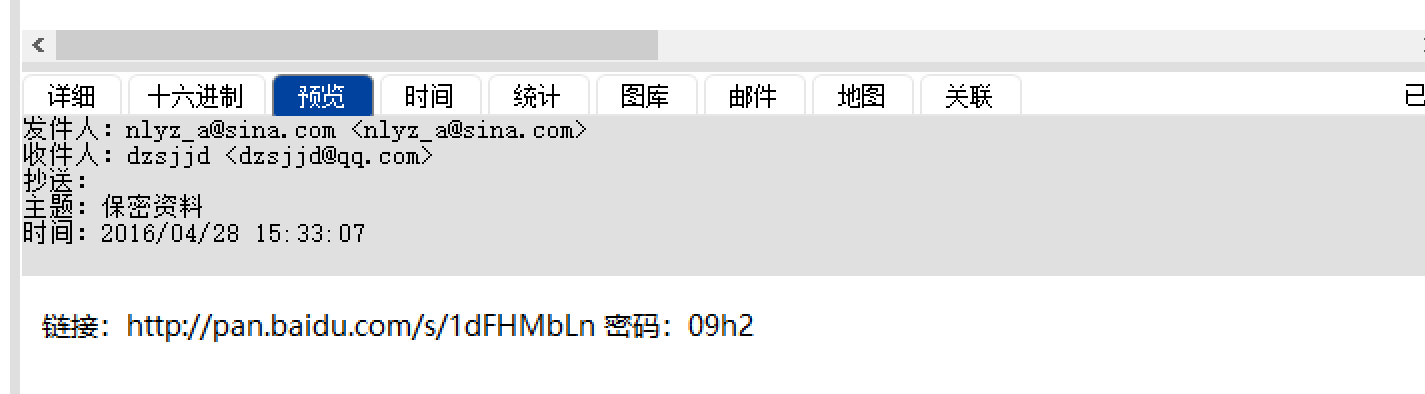 详细 十六进制 预览 时间 统计 图库 邮件 地图 关联
发件人: nlyz_a@sina.com <nlyz_a@sina.com>
收件人: dzsjjd <dzsjjd@qq.com>
抄送:
主题: 保密资料
时间: 2016/04/28 15:33:07
链接：http://pan.baidu.com/s/1dFHMbLn 密码：09h2